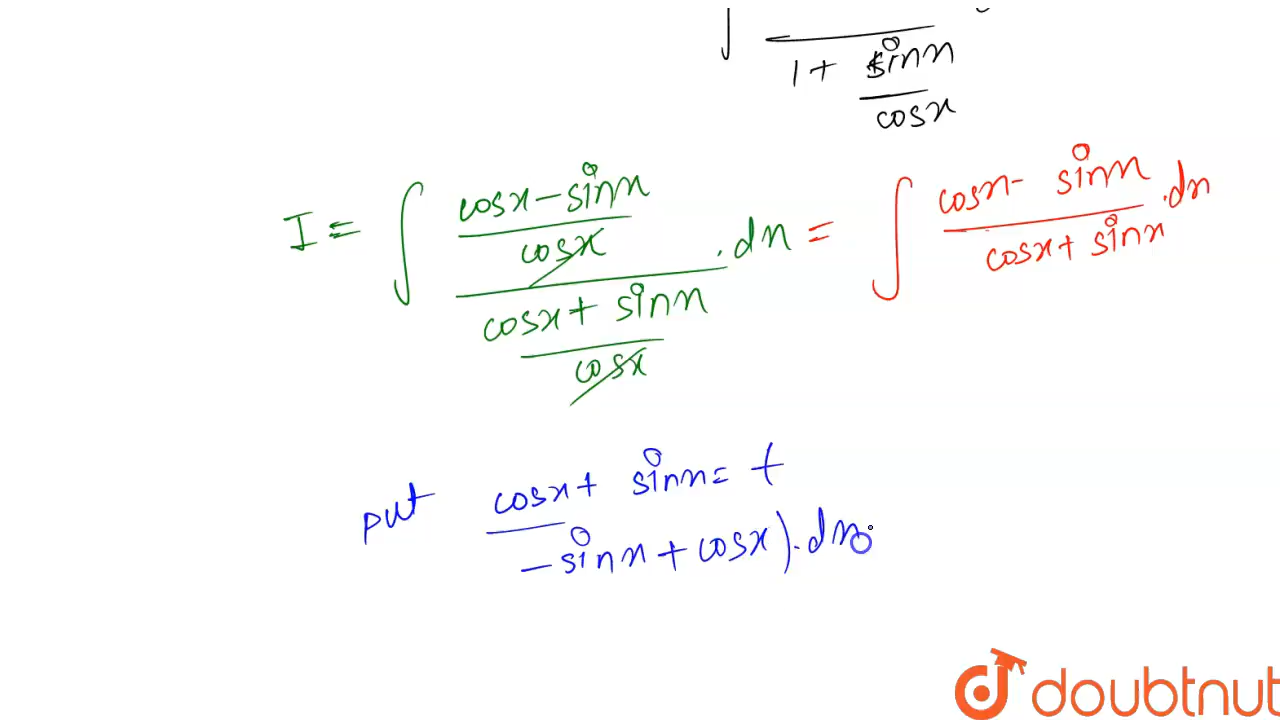 ∫ ───
1 + sinx
cosx
I = ∫ cosx - sinx / cosx / cosx + sinx / cosx . dx = ∫ cosx - sinx / cosx + sinx . dx
put cosx + sinx = t
- sinx + cosx) . dx
doubtnut